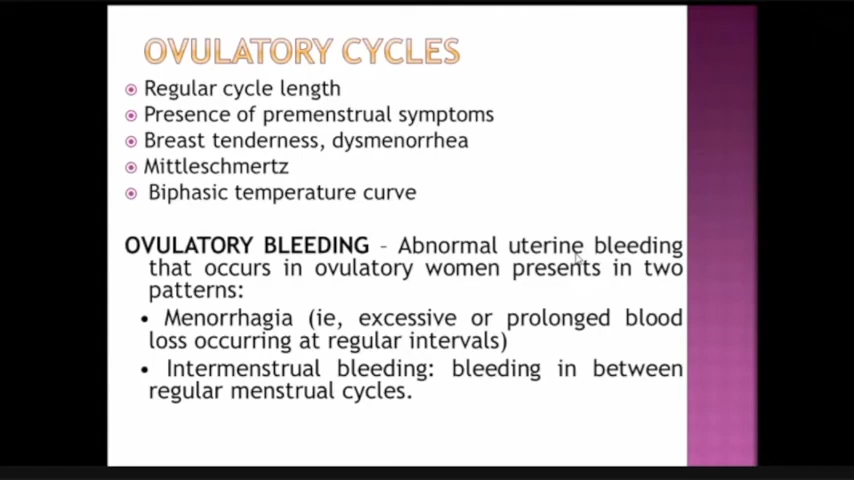 OVULATORY CYCLES
Regular cycle length
Presence of premenstrual symptoms
Breast tenderness, dysmenorrhea
Mittleschmertz
Biphasic temperature curve
OVULATORY BLEEDING – Abnormal uterine bleeding
that occurs in ovulatory women presents in two
patterns:
• Menorrhagia (ie, excessive or prolonged blood
loss occurring at regular intervals)
• Intermenstrual bleeding: bleeding in between
regular menstrual cycles.